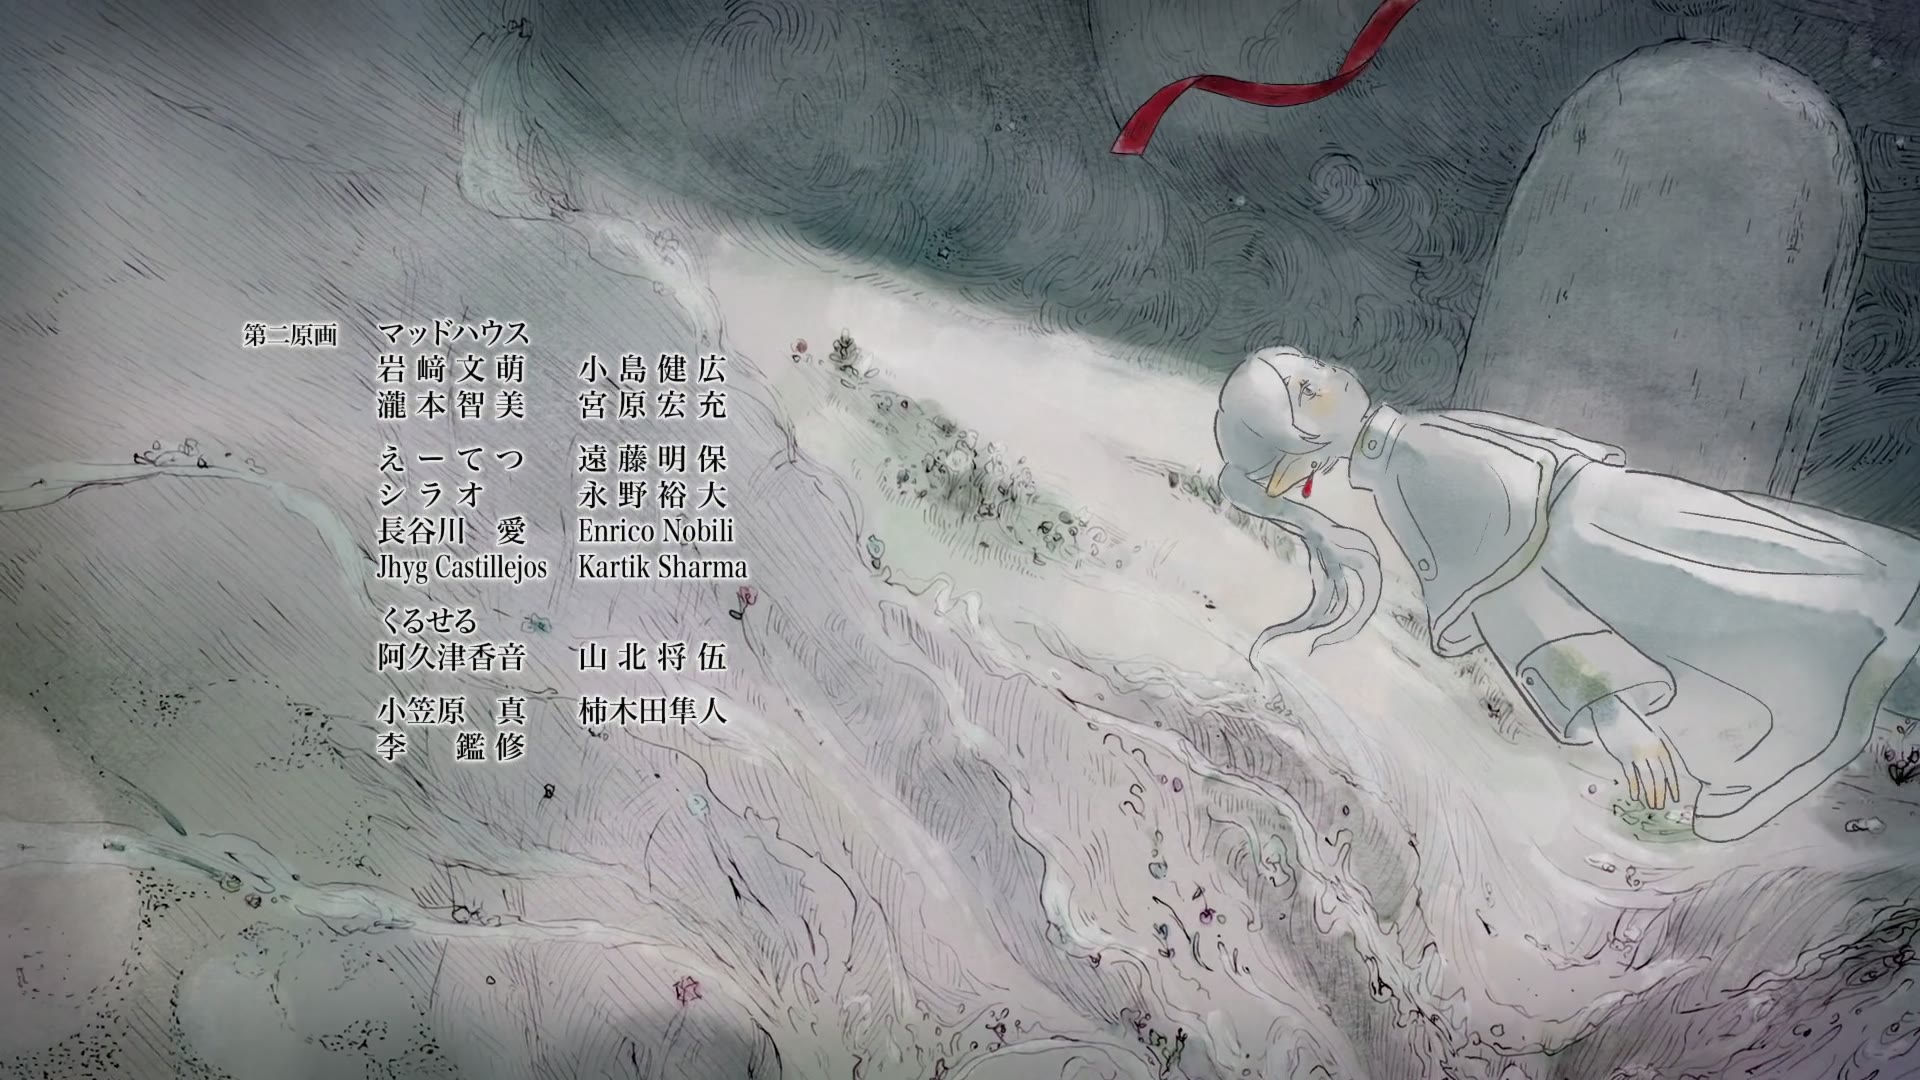 第二原画 マッドハウス
岩﨑文萌 小島健広
瀧本智美 宮原宏充
えーてつ 遠藤明保
シラオ 永野裕大
長谷川 愛 Enrico Nobili
Jhyg Castillejos Kartik Sharma
くるせる
阿久津香音 山北将伍
小笠原 真 柿木田隼人
李 鑑修